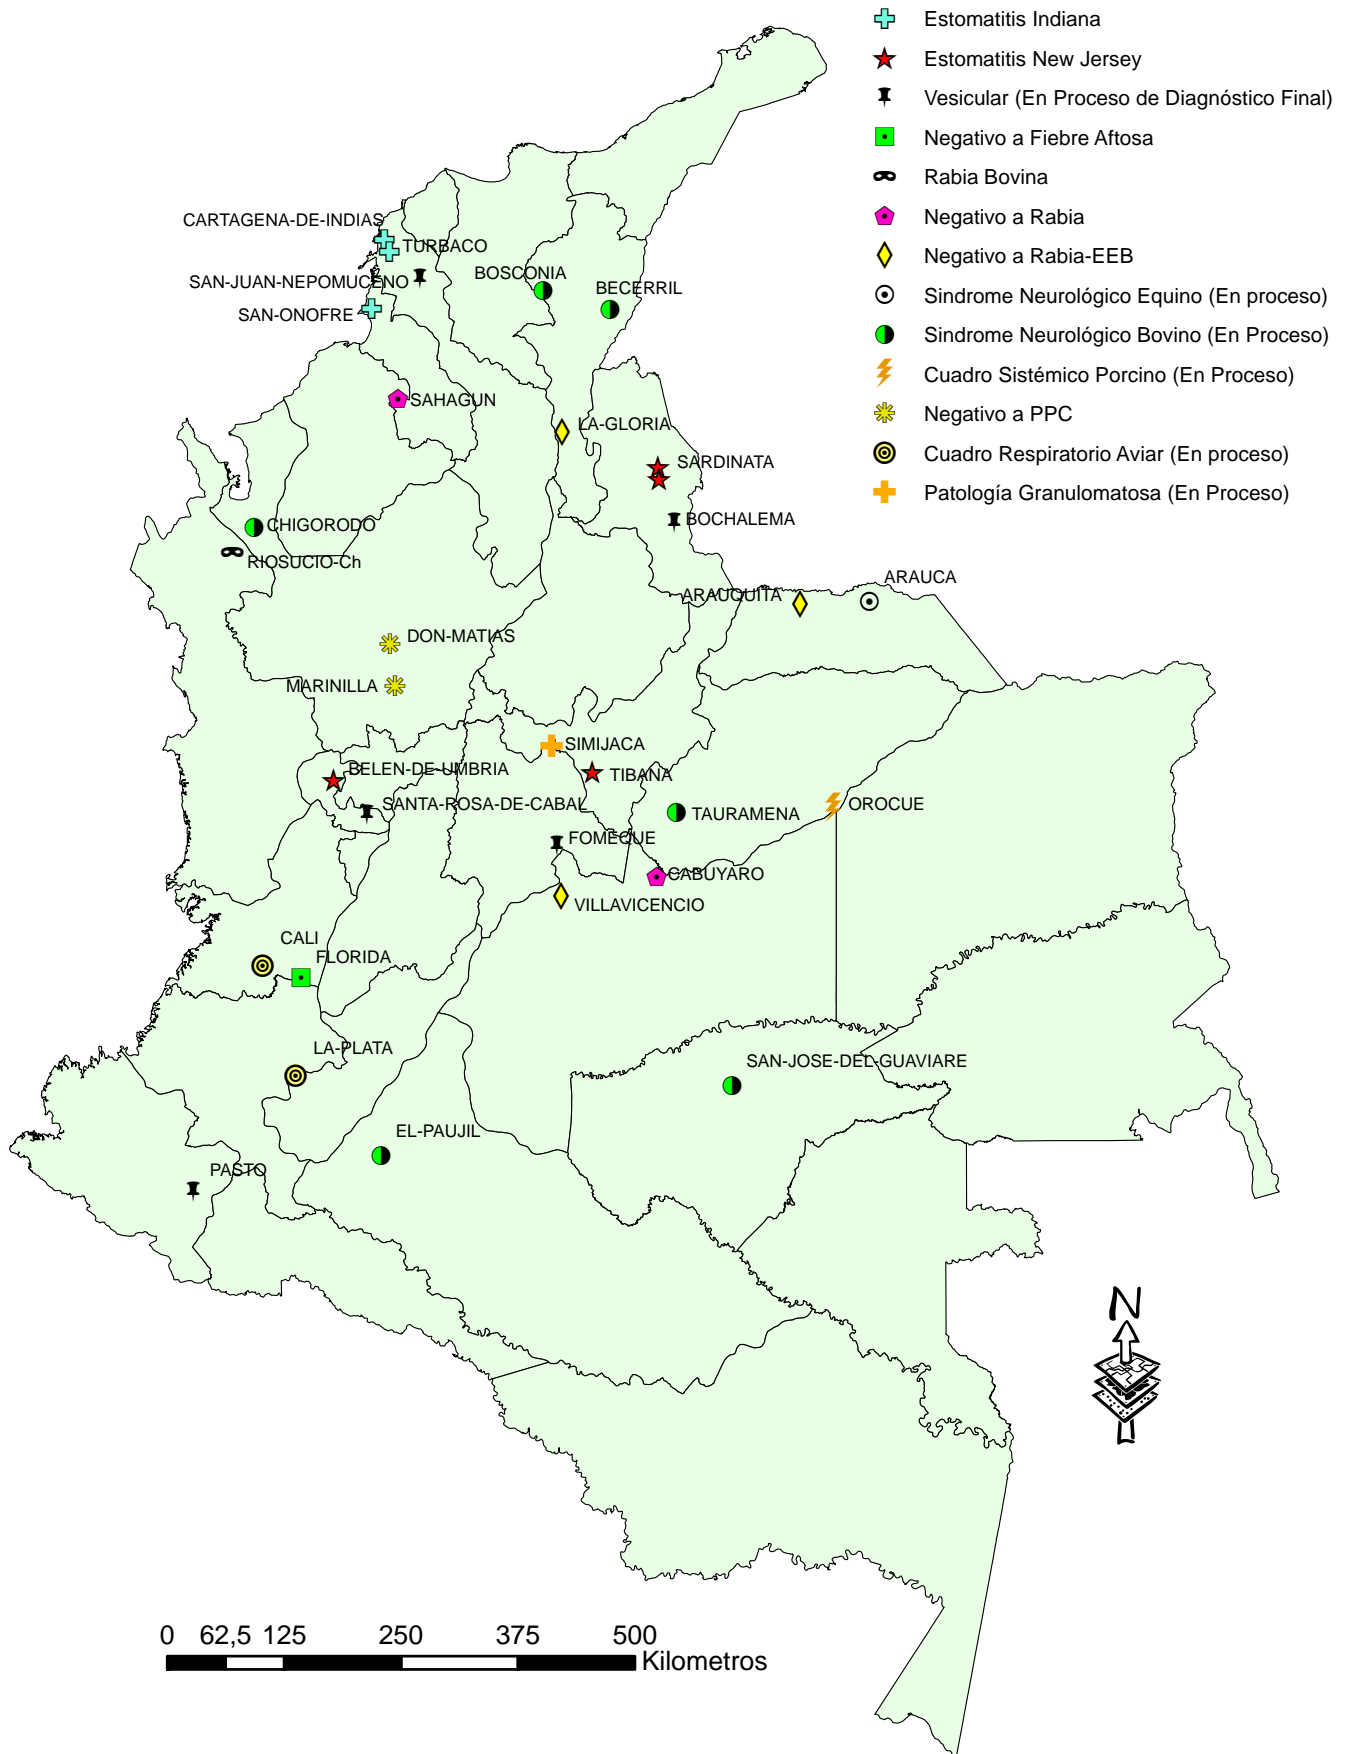 Estomatitis Indiana
Estomatitis New Jersey
Vesicular (En Proceso de Diagnóstico Final)
Negativo a Fiebre Aftosa
Rabia Bovina
Negativo a Rabia
Negativo a Rabia-EEB
Sindrome Neurológico Equino (En proceso)
Sindrome Neurológico Bovino (En Proceso)
Cuadro Sistémico Porcino (En Proceso)
Negativo a PPC
Cuadro Respiratorio Aviar (En proceso)
Patología Granulomatosa (En Proceso)
CARTAGENA-DE-INDIAS
TURBACO
SAN-JUAN-NEPOMUCENO
BOSCONIA
BECERRIL
SAN-ONOFRE
SAHAGUN
LA-GLORIA
SARDINATA
BOCHALEMA
CHIGORODO
RIOSUCIO-Ch
ARAUCA
ARAUQUITA
DON-MATIAS
MARINILLA
SIMIJACA
BELEN-DE-UMBRIA
TIBANA
SANTA-ROSA-DE-CABAL
OROCUE
TAURAMENA
FOMEQUE
CABUYARO
VILLAVICENCIO
CALI
FLORIDA
LA-PLATA
SAN-JOSE-DEL-GUAVIARE
EL-PAUJIL
PASTO
N
0 62,5 125 250 375 500
Kilometros